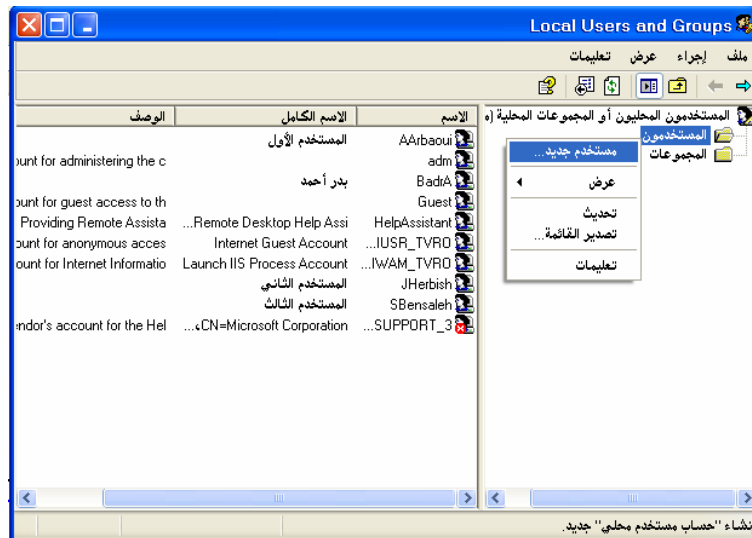 Local Users and Groups
ملف إجراء عرض تعليمات
المستخدمون المحليون أو المجموعات المحلية (م
المستخدمون
المجموعات
مستخدم جديد...
عرض
تحديث
تصدير القائمة...
تعليمات
الاسم الاسم الكامل الوصف
AArbaoui المستخدم الأول
adm ount for administering the c
BadrA بدر أحمد
Guest ount for guest access to th
HelpAssistant Remote Desktop Help Assi... Providing Remote Assista
IUSR_TVRO... Internet Guest Account ount for anonymous acces
IWAM_TVRO... Launch IIS Process Account ount for Internet Informatio
JHerbish المستخدم الثاني
SBensaleh المستخدم الثالث
SUPPORT_3... CN=Microsoft Corporation،... endor's account for the Hel
نشاء "حساب مستخدم محلي" جديد.